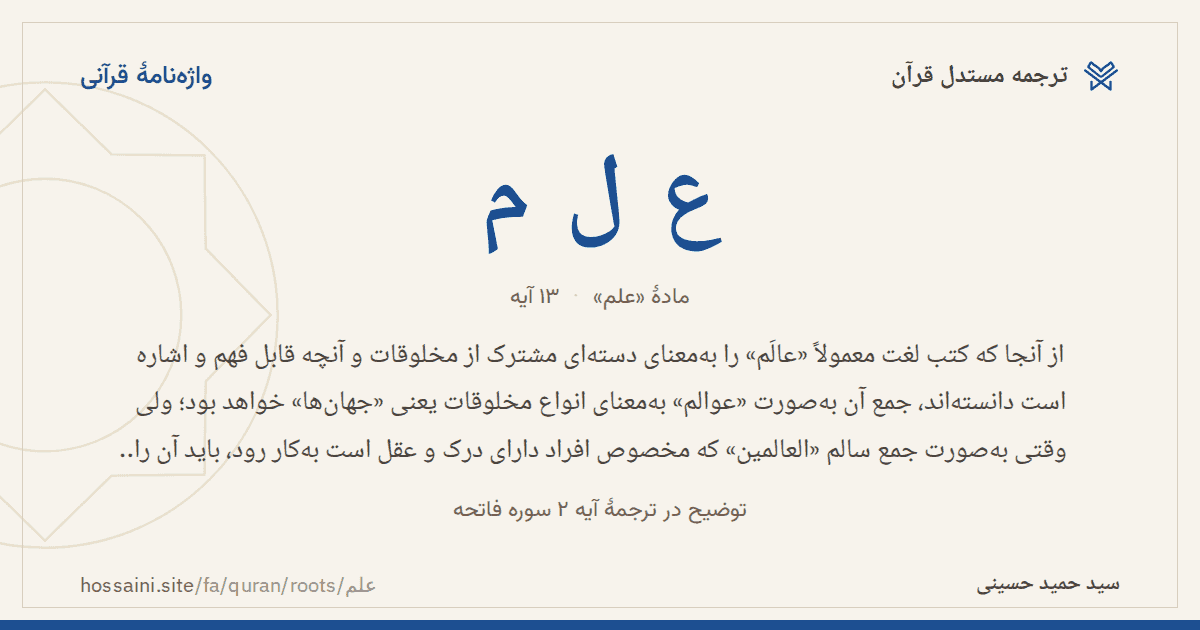 ترجمه مستدل قرآن
واژه‌نامهٔ قرآنی
ع ل م
مادهٔ «علم» · ۱۳ آیه
از آنجا که کتب لغت معمولاً «عالَم» را به‌معنای دسته‌ای مشترک از مخلوقات و آنچه قابل فهم و اشاره
است دانسته‌اند، جمع آن به‌صورت «عوالم» به‌معنای انواع مخلوقات یعنی «جهان‌ها» خواهد بود؛ ولی
وقتی به‌صورت جمع سالم «العالمین» که مخصوص افراد دارای درک و عقل است به‌کار رود، باید آن را..
توضیح در ترجمهٔ آیه ۲ سوره فاتحه
سید حمید حسینی
hossaini.site/fa/quran/roots/علم